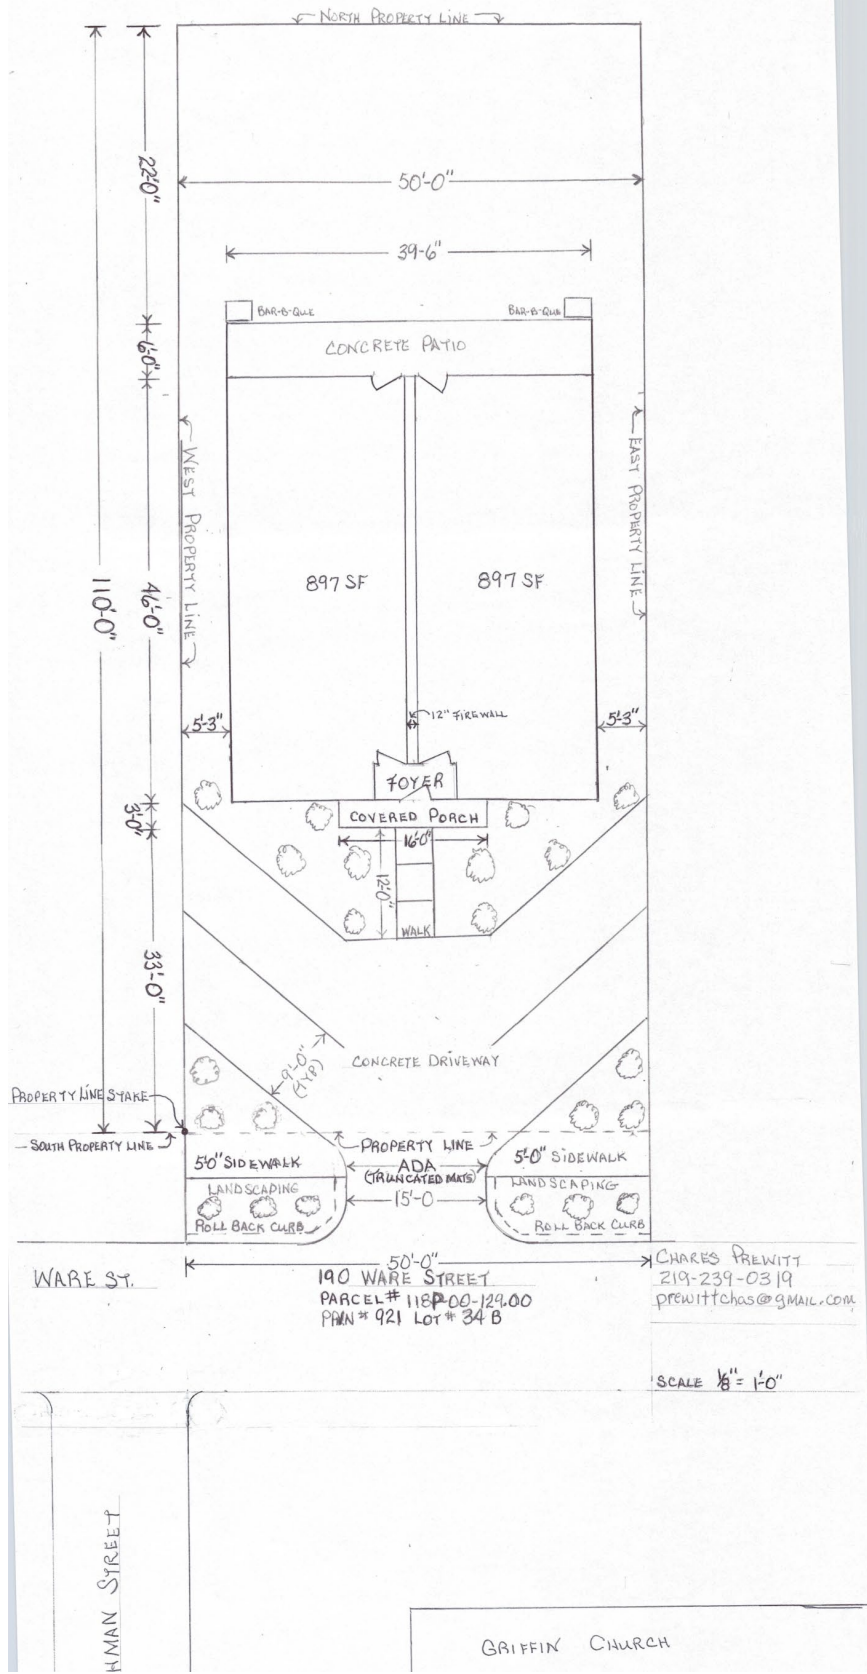 NORTH PROPERTY LINE
22'-0"
50'-0"
39'-6"
BAR-B-QUE
BAR-B-QUE
6'-0"
CONCRETE PATIO
WEST PROPERTY LINE
EAST PROPERTY LINE
110'-0"
46'-0"
897 SF
897 SF
12" FIREWALL
5'-3"
5'-3"
FOYER
3'-0"
COVERED PORCH
16'-0"
12'-0"
WALK
33'-0"
CONCRETE DRIVEWAY
9'-0"
(TYP)
PROPERTY LINE STAKE
SOUTH PROPERTY LINE
PROPERTY LINE
5'-0" SIDEWALK
ADA
(TRUNCATED MATS)
5'-0" SIDEWALK
LANDSCAPING
15'-0
LANDSCAPING
ROLL BACK CURB
ROLL BACK CURB
50'-0"
WARE ST.
190 WARE STREET
PARCEL # 118P-00-129.00
# 921 LOT # 34 B
CHARES PREWITT
219-239-0319
prewittchas@gmail.com
SCALE 1/8" = 1'-0"
HMAN STREET
GRIFFIN CHURCH